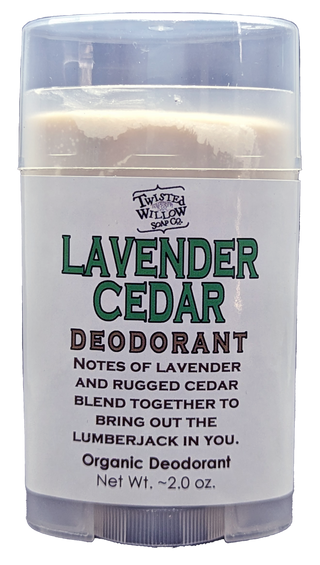 Twisted
Willow
Soap Co.
LAVENDER
CEDAR
DEODORANT
NOTES OF LAVENDER
AND RUGGED CEDAR
BLEND TOGETHER TO
BRING OUT THE
LUMBERJACK IN YOU.
Organic Deodorant
Net Wt. ~2.0 oz.